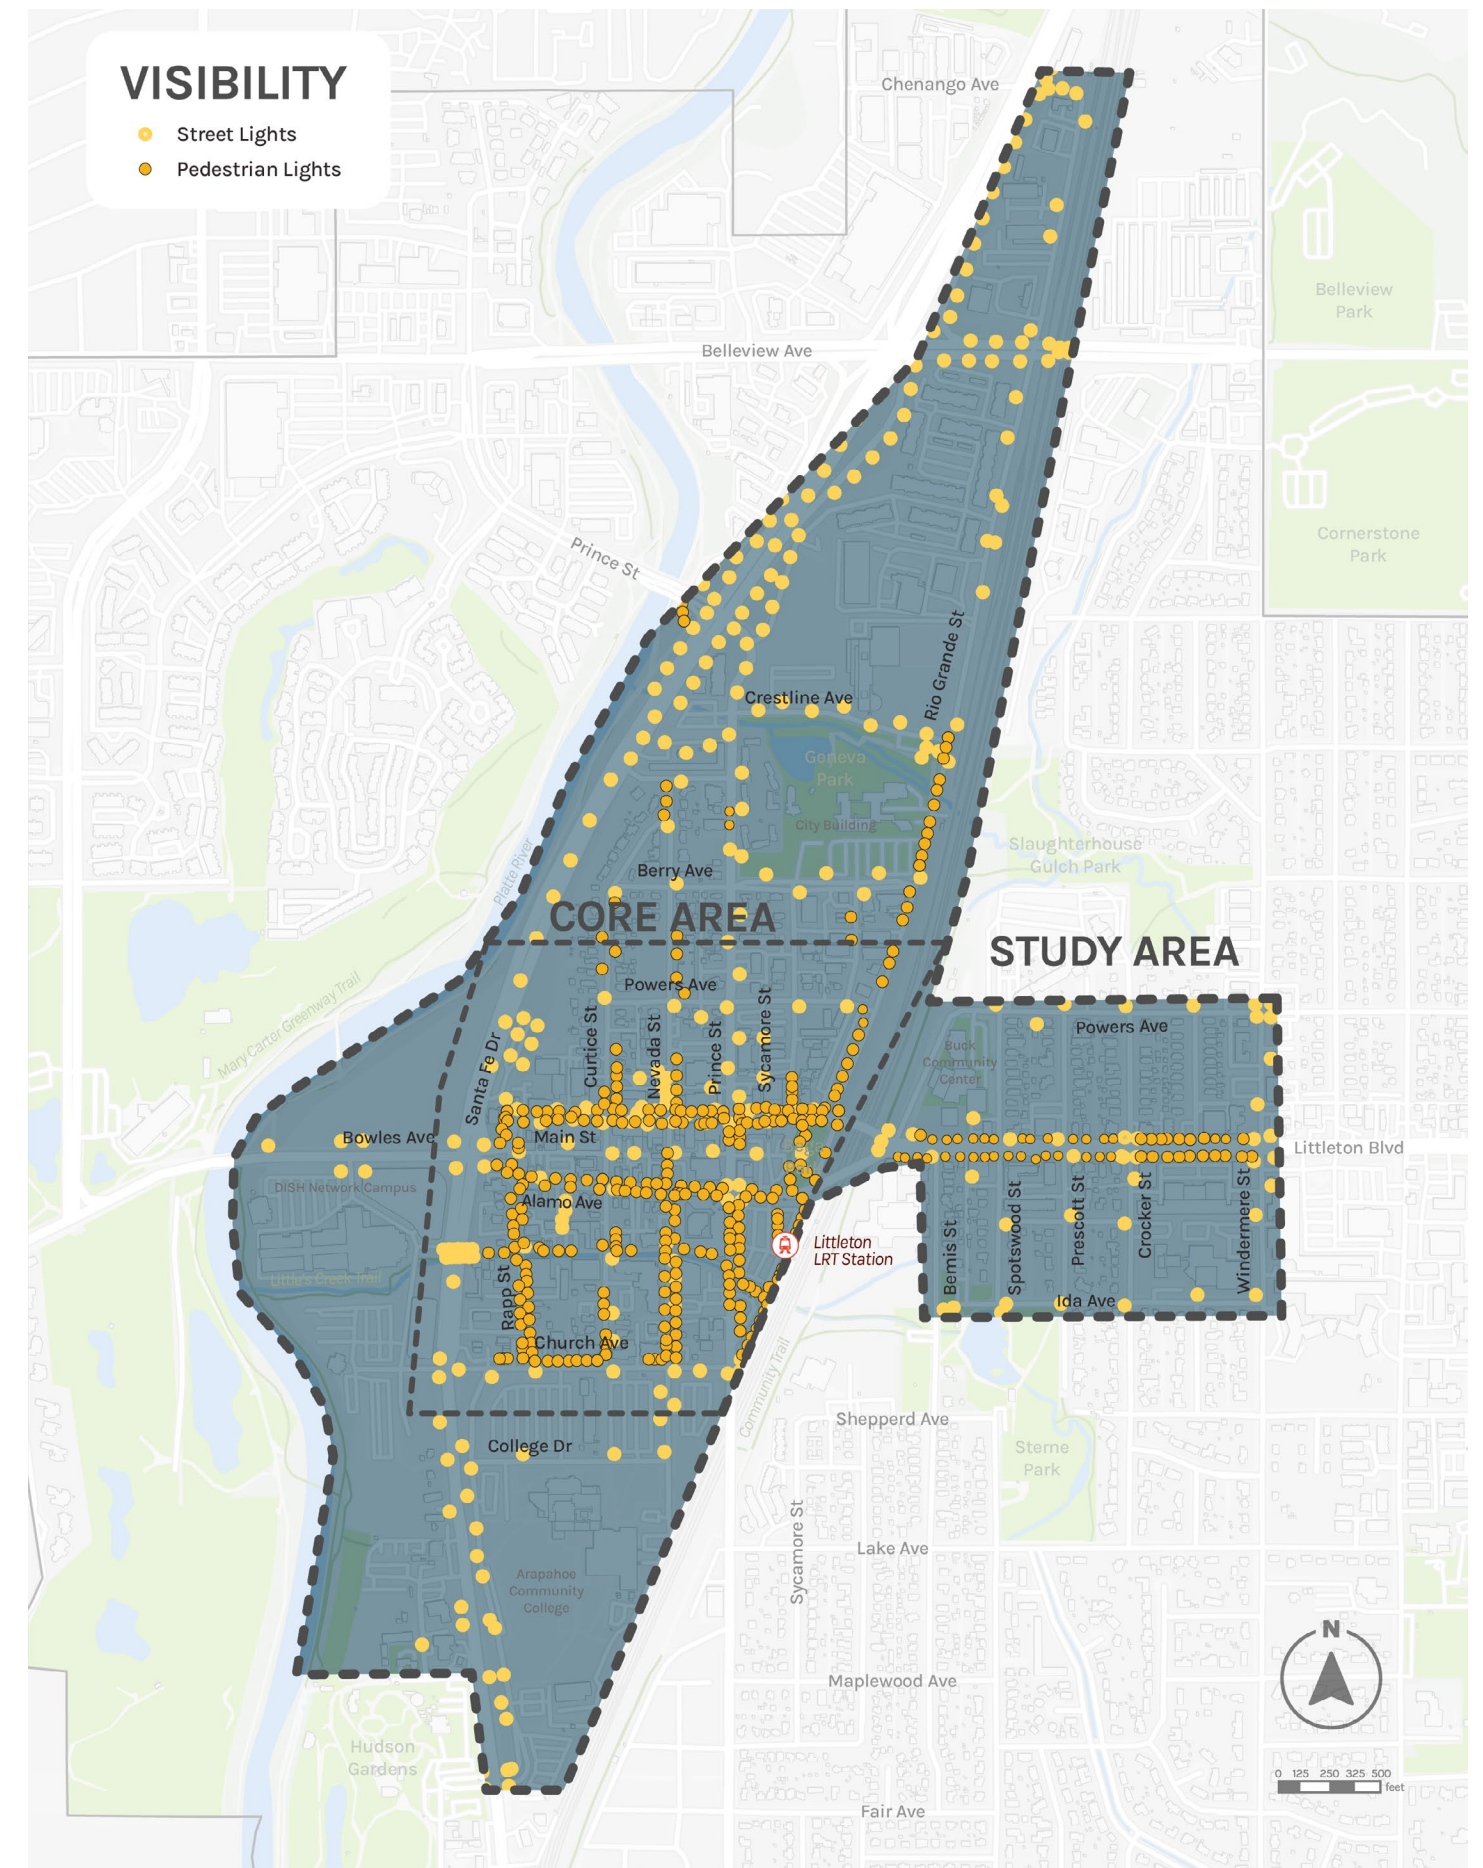 VISIBILITY
Street Lights
Pedestrian Lights
Chenango Ave
Belleview
Park
Belleview Ave
Cornerstone
Park
Prince St
Rio Grande St
Crestline Ave
Geneva
Park
City Building
Slaughterhouse
Gulch Park
Platte River
Berry Ave
CORE AREA
STUDY AREA
Mary Carter Greenway Trail
Powers Ave
Curtice St
Nevada St
Prince St
Sycamore St
Santa Fe Dr
Powers Ave
Buck
Community
Center
Bowles Ave
Main St
Littleton Blvd
DISH Network Campus
Alamo Ave
Littleton
LRT Station
Bemis St
Spotswood St
Prescott St
Crocker St
Windermere St
Little's Creek Trail
Rapp St
Ida Ave
Church Ave
Community Trail
Shepperd Ave
College Dr
Sterne
Park
Sycamore St
Lake Ave
Arapahoe
Community
College
N
Maplewood Ave
Hudson
Gardens
0 125 250 325 500
feet
Fair Ave